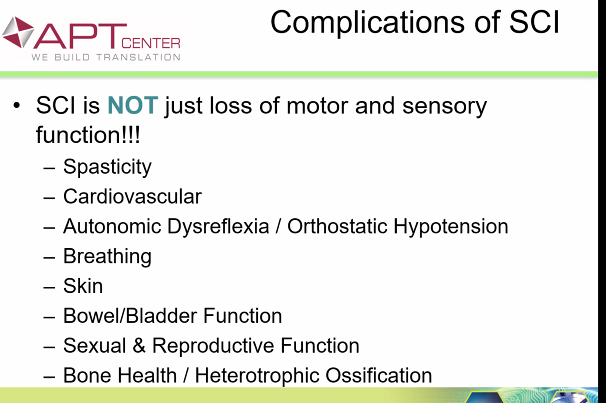 Complications of SCI
APT CENTER
WE BUILD TRANSLATION
• SCI is NOT just loss of motor and sensory
function!!!
– Spasticity
– Cardiovascular
– Autonomic Dysreflexia / Orthostatic Hypotension
– Breathing
– Skin
– Bowel/Bladder Function
– Sexual & Reproductive Function
– Bone Health / Heterotrophic Ossification